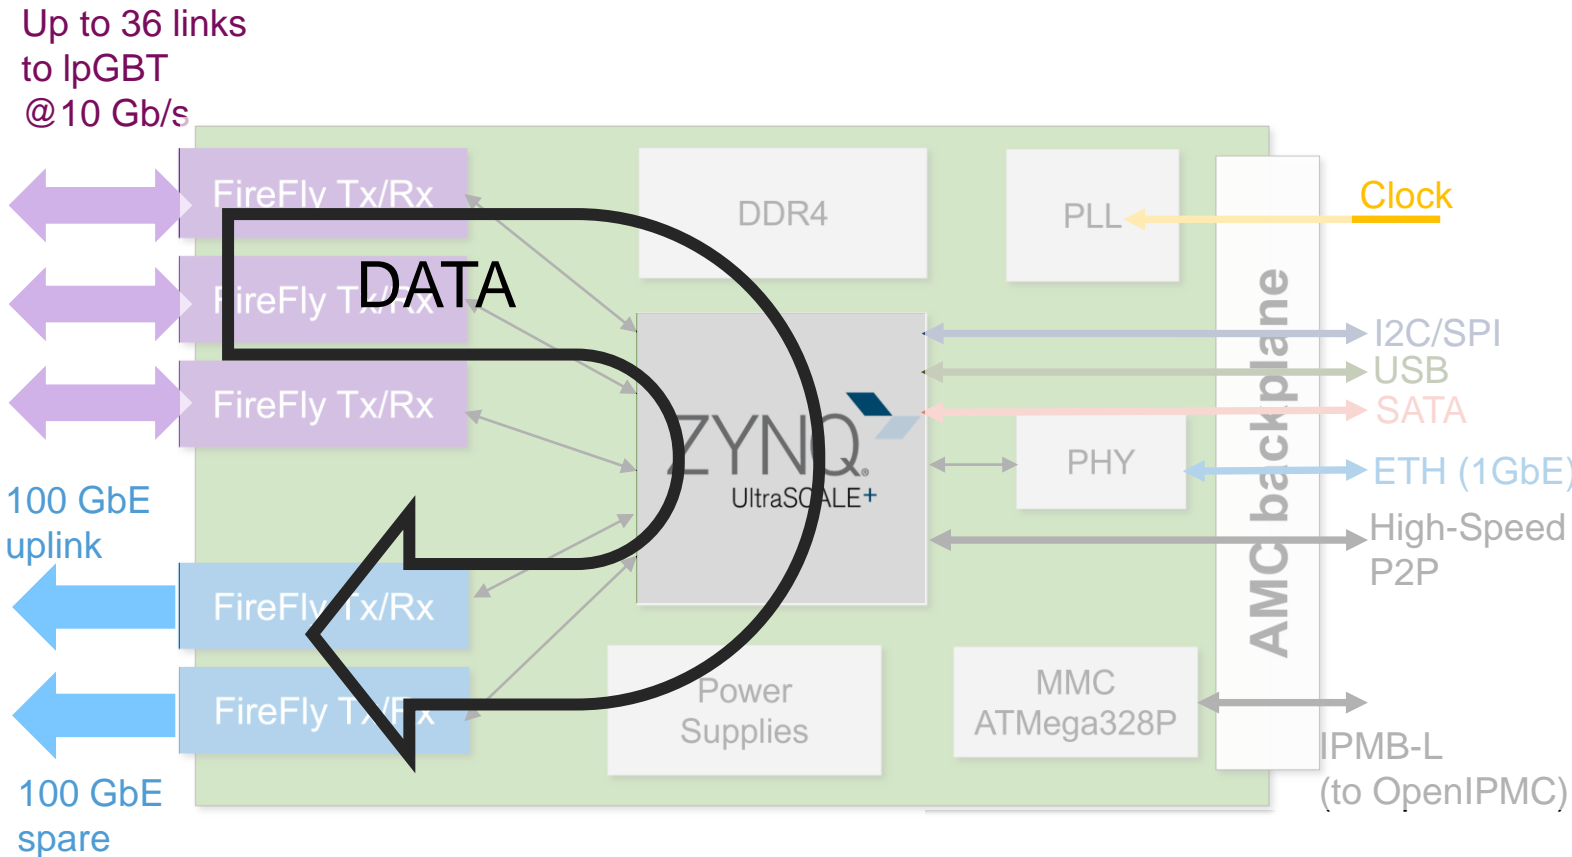 Up to 36 links
to lpGBT
@10 Gb/s
FireFly Tx/Rx
FireFly Tx/Rx
FireFly Tx/Rx
DATA
DDR4
PLL
Clock
ZYNQ
UltraSCALE+
PHY
AMC backplane
I2C/SPI
USB
SATA
ETH (1GbE)
High-Speed
P2P
100 GbE
uplink
FireFly Tx/Rx
FireFly Tx/Rx
100 GbE
spare
Power
Supplies
MMC
ATMega328P
IPMB-L
(to OpenIPMC)